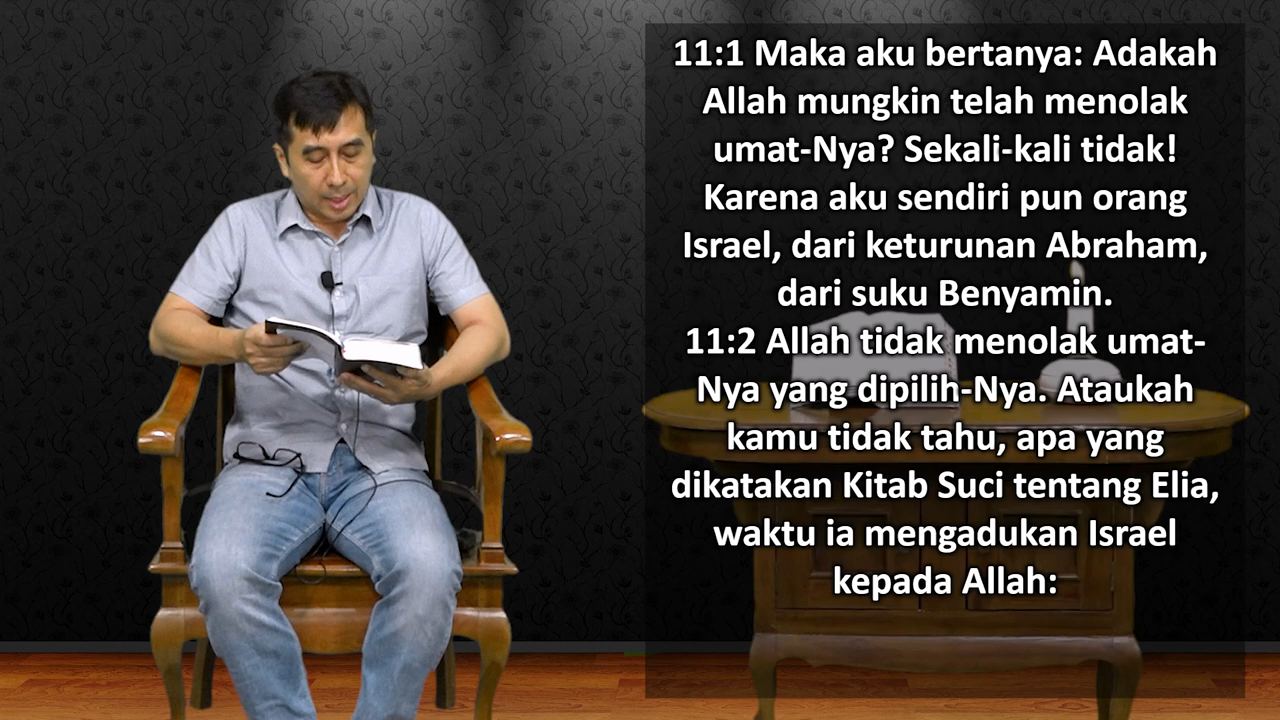 11:1 Maka aku bertanya: Adakah
Allah mungkin telah menolak
umat-Nya? Sekali-kali tidak!
Karena aku sendiri pun orang
Israel, dari keturunan Abraham,
dari suku Benyamin.
11:2 Allah tidak menolak umat-
Nya yang dipilih-Nya. Ataukah
kamu tidak tahu, apa yang
dikatakan Kitab Suci tentang Elia,
waktu ia mengadukan Israel
kepada Allah: